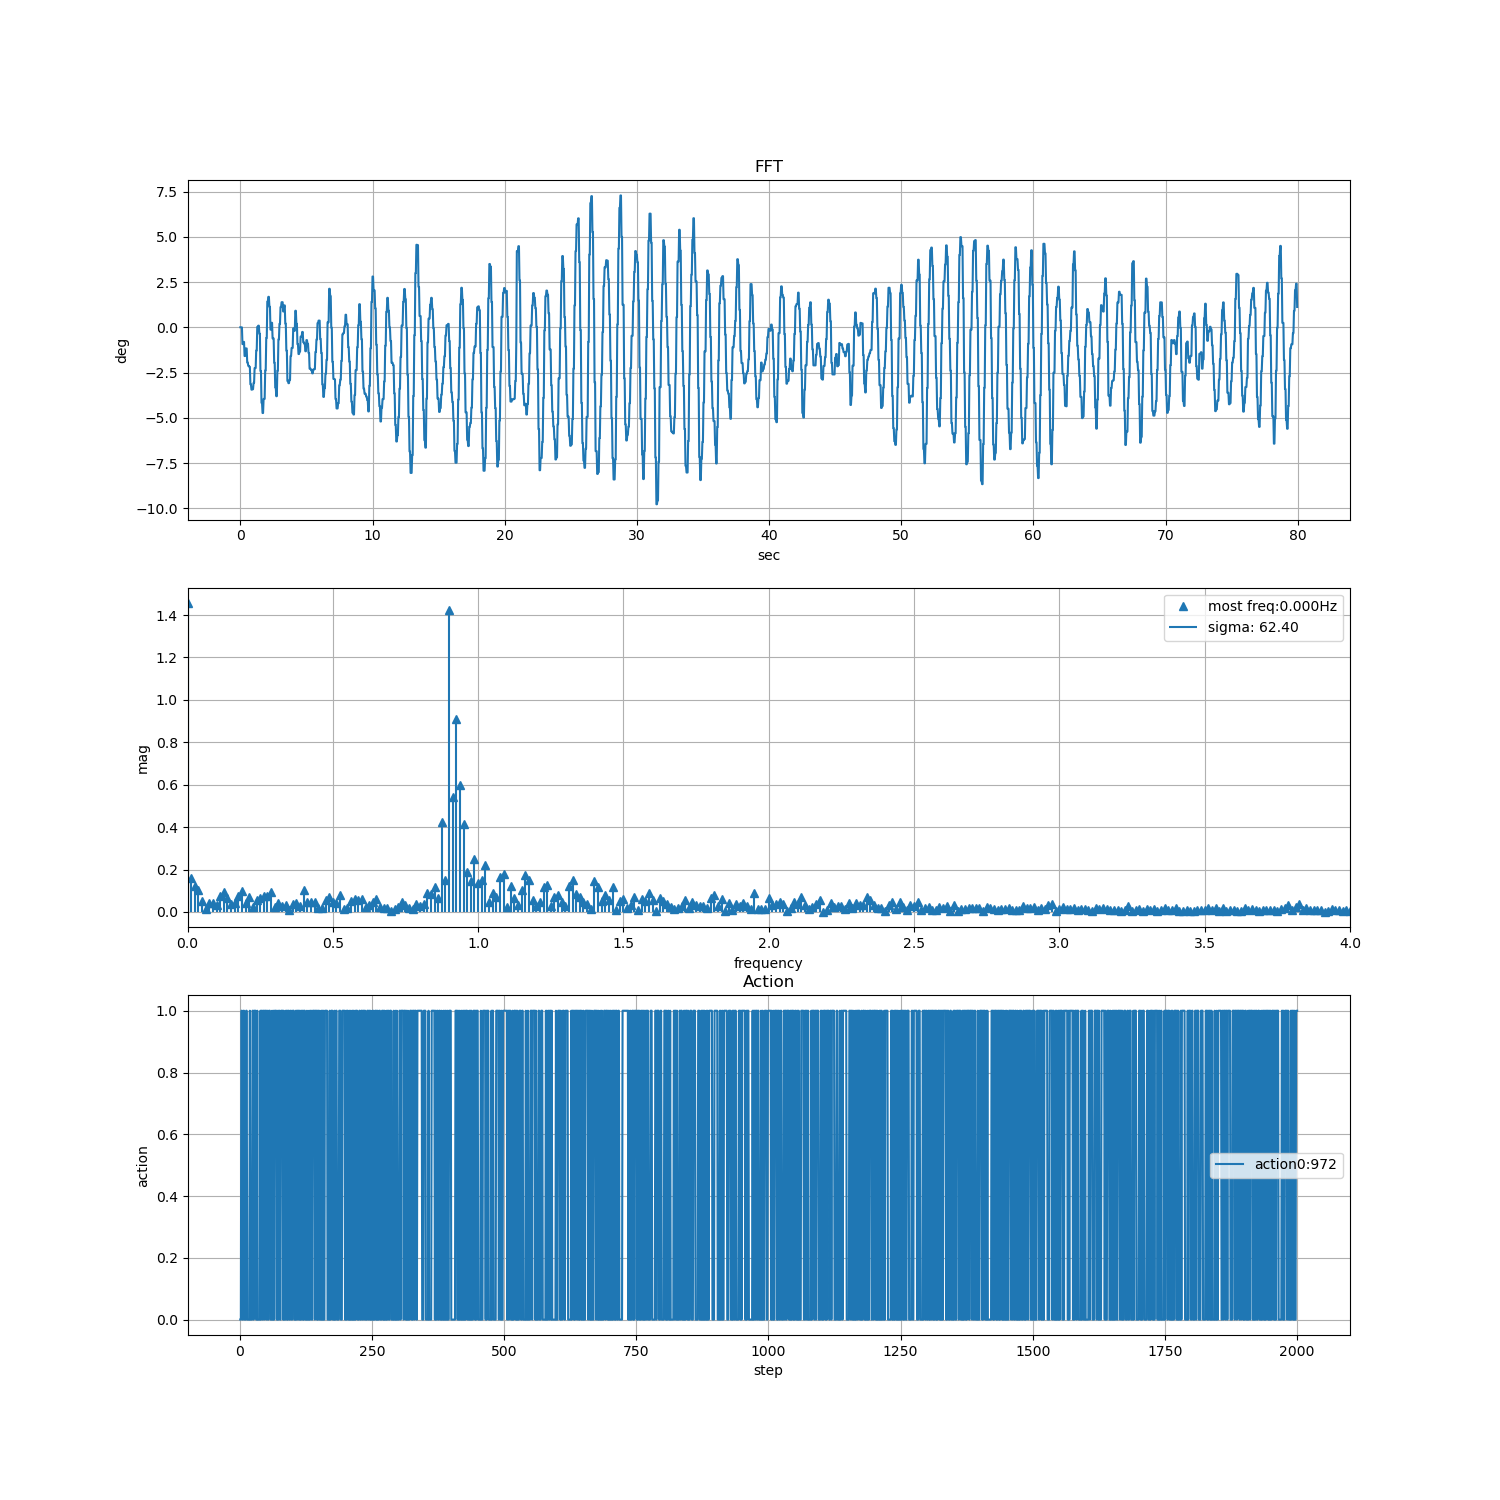 FFT
7.5
5.0
2.5
0.0
−2.5
−5.0
−7.5
−10.0
deg
0 10 20 30 40 50 60 70 80
sec
1.4
1.2
1.0
0.8
0.6
0.4
0.2
0.0
mag
most freq:0.000Hz
sigma: 62.40
0.0 0.5 1.0 1.5 2.0 2.5 3.0 3.5 4.0
frequency
Action
1.0
0.8
0.6
0.4
0.2
0.0
action
action0:972
0 250 500 750 1000 1250 1500 1750 2000
step